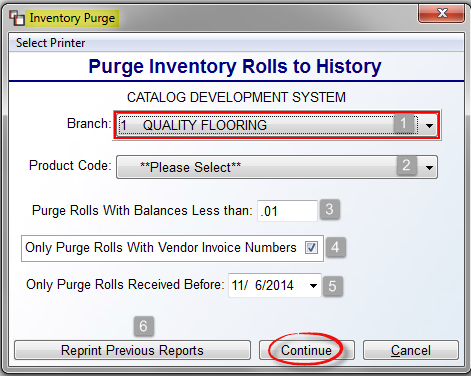 Inventory Purge
Select Printer
Purge Inventory Rolls to History
CATALOG DEVELOPMENT SYSTEM
Branch: 1 QUALITY FLOORING 1
Product Code: **Please Select** 2
Purge Rolls With Balances Less than: .01 3
Only Purge Rolls With Vendor Invoice Numbers 4
Only Purge Rolls Received Before: 11/ 6/2014 5
6
Reprint Previous Reports Continue Cancel